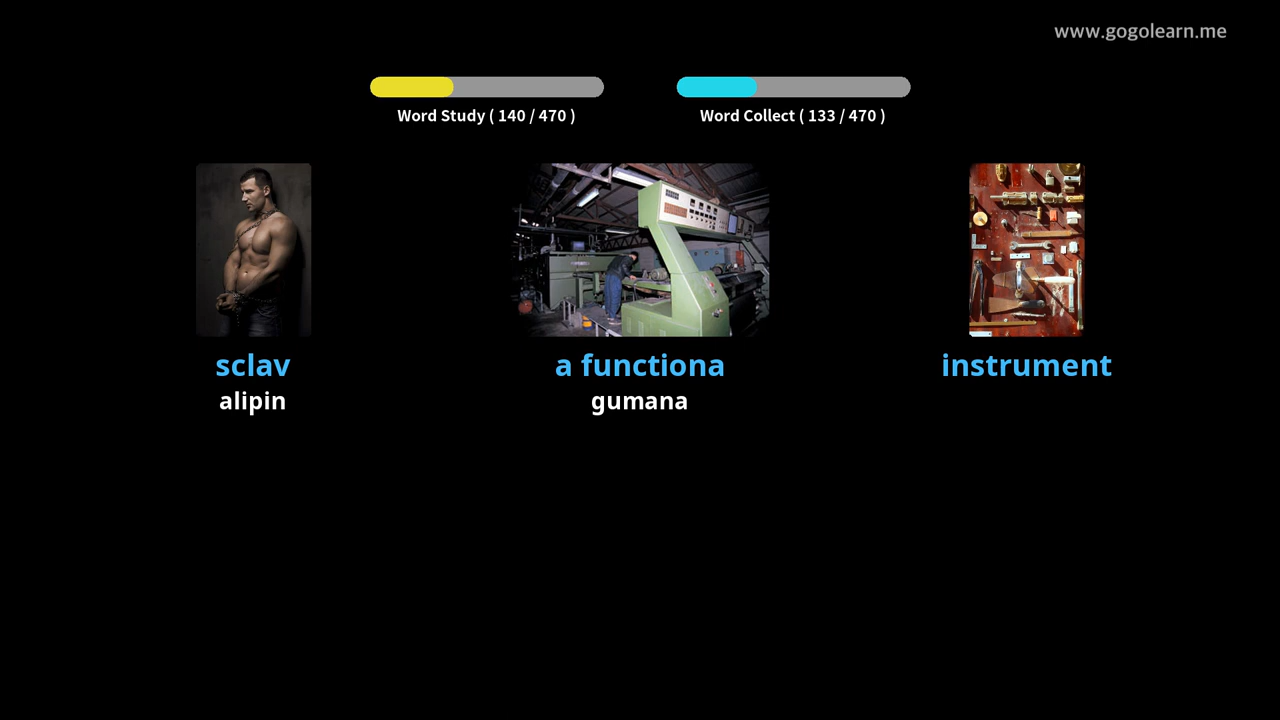 www.gogolearn.me
Word Study ( 140 / 470 )
Word Collect ( 133 / 470 )
sclav
alipin
a functiona
gumana
instrument